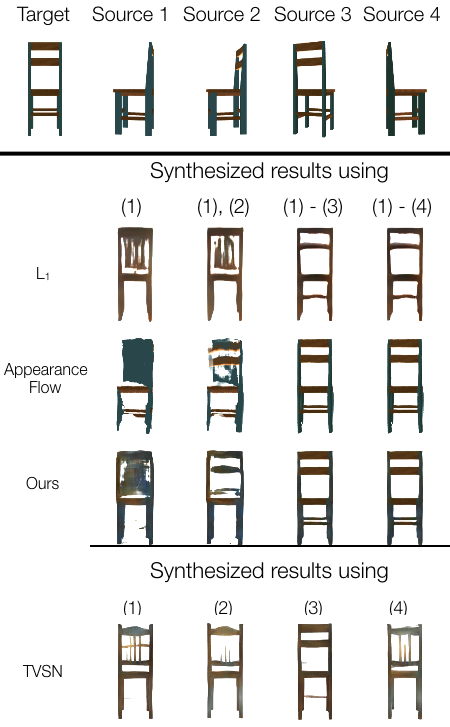 Target Source 1 Source 2 Source 3 Source 4
Synthesized results using
(1) (1), (2) (1) - (3) (1) - (4)
L₁
Appearance
Flow
Ours
Synthesized results using
(1) (2) (3) (4)
TVSN